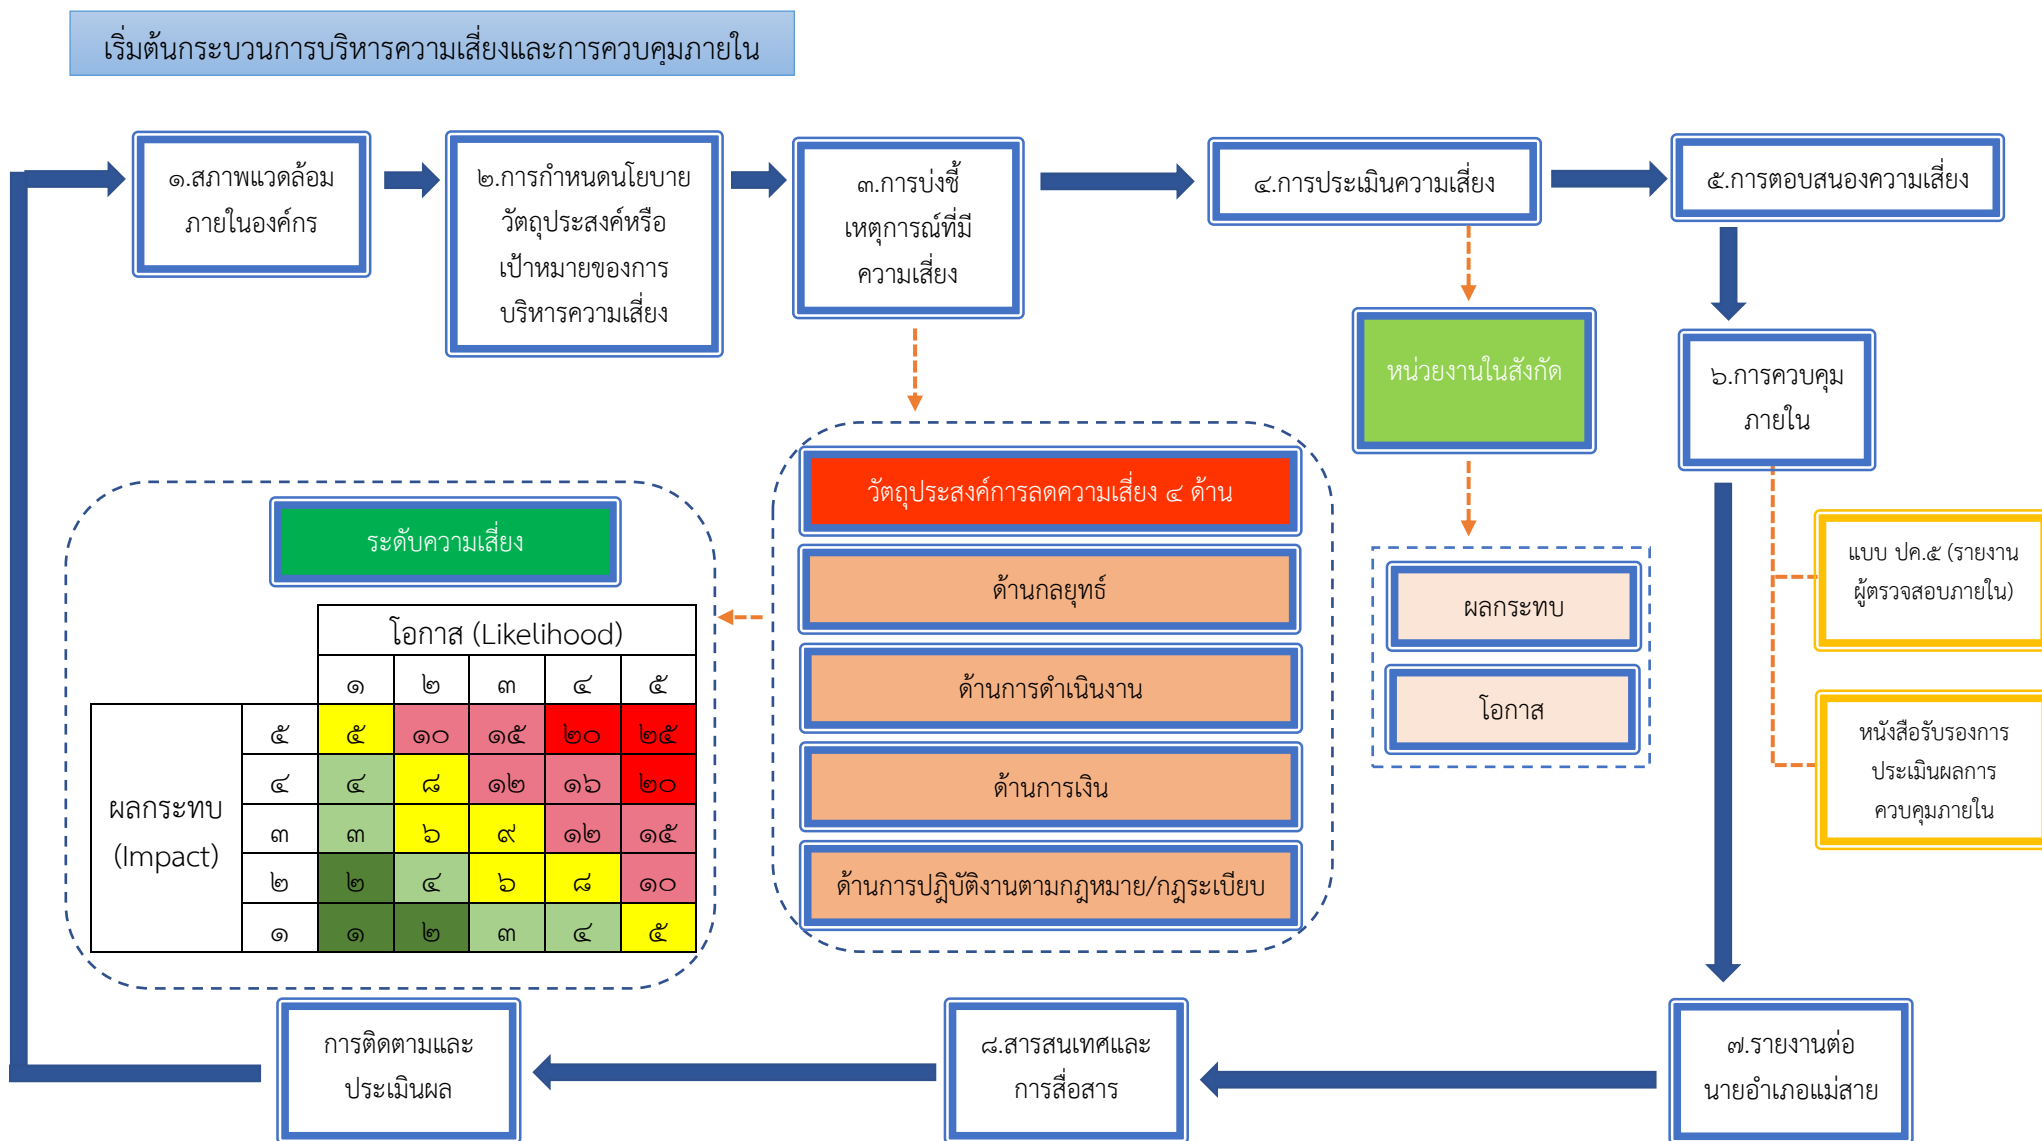 เริ่มต้นกระบวนการบริหารความเสี่ยงและการควบคุมภายใน
๑.สภาพแวดล้อม
ภายในองค์กร
๒.การกำหนดนโยบาย
วัตถุประสงค์หรือ
เป้าหมายของการ
บริหารความเสี่ยง
๓.การบ่งชี้
เหตุการณ์ที่มี
ความเสี่ยง
๔.การประเมินความเสี่ยง
๕.การตอบสนองความเสี่ยง
หน่วยงานในสังกัด
ผลกระทบ
โอกาส
๖.การควบคุม
ภายใน
แบบ ปค.๕ (รายงาน
ผู้ตรวจสอบภายใน)
หนังสือรับรองการ
ประเมินผลการ
ควบคุมภายใน
วัตถุประสงค์การลดความเสี่ยง ๔ ด้าน
ด้านกลยุทธ์
ด้านการดำเนินงาน
ด้านการเงิน
ด้านการปฏิบัติงานตามกฎหมาย/กฎระเบียบ
ระดับความเสี่ยง
โอกาส (Likelihood)
๑ ๒ ๓ ๔ ๕
ผลกระทบ
(Impact)
๕ ๕ ๑๐ ๑๕ ๒๐ ๒๕
๔ ๔ ๘ ๑๒ ๑๖ ๒๐
๓ ๓ ๖ ๙ ๑๒ ๑๕
๒ ๒ ๔ ๖ ๘ ๑๐
๑ ๑ ๒ ๓ ๔ ๕
๗.รายงานต่อ
นายอำเภอแม่สาย
๘.สารสนเทศและ
การสื่อสาร
การติดตามและ
ประเมินผล